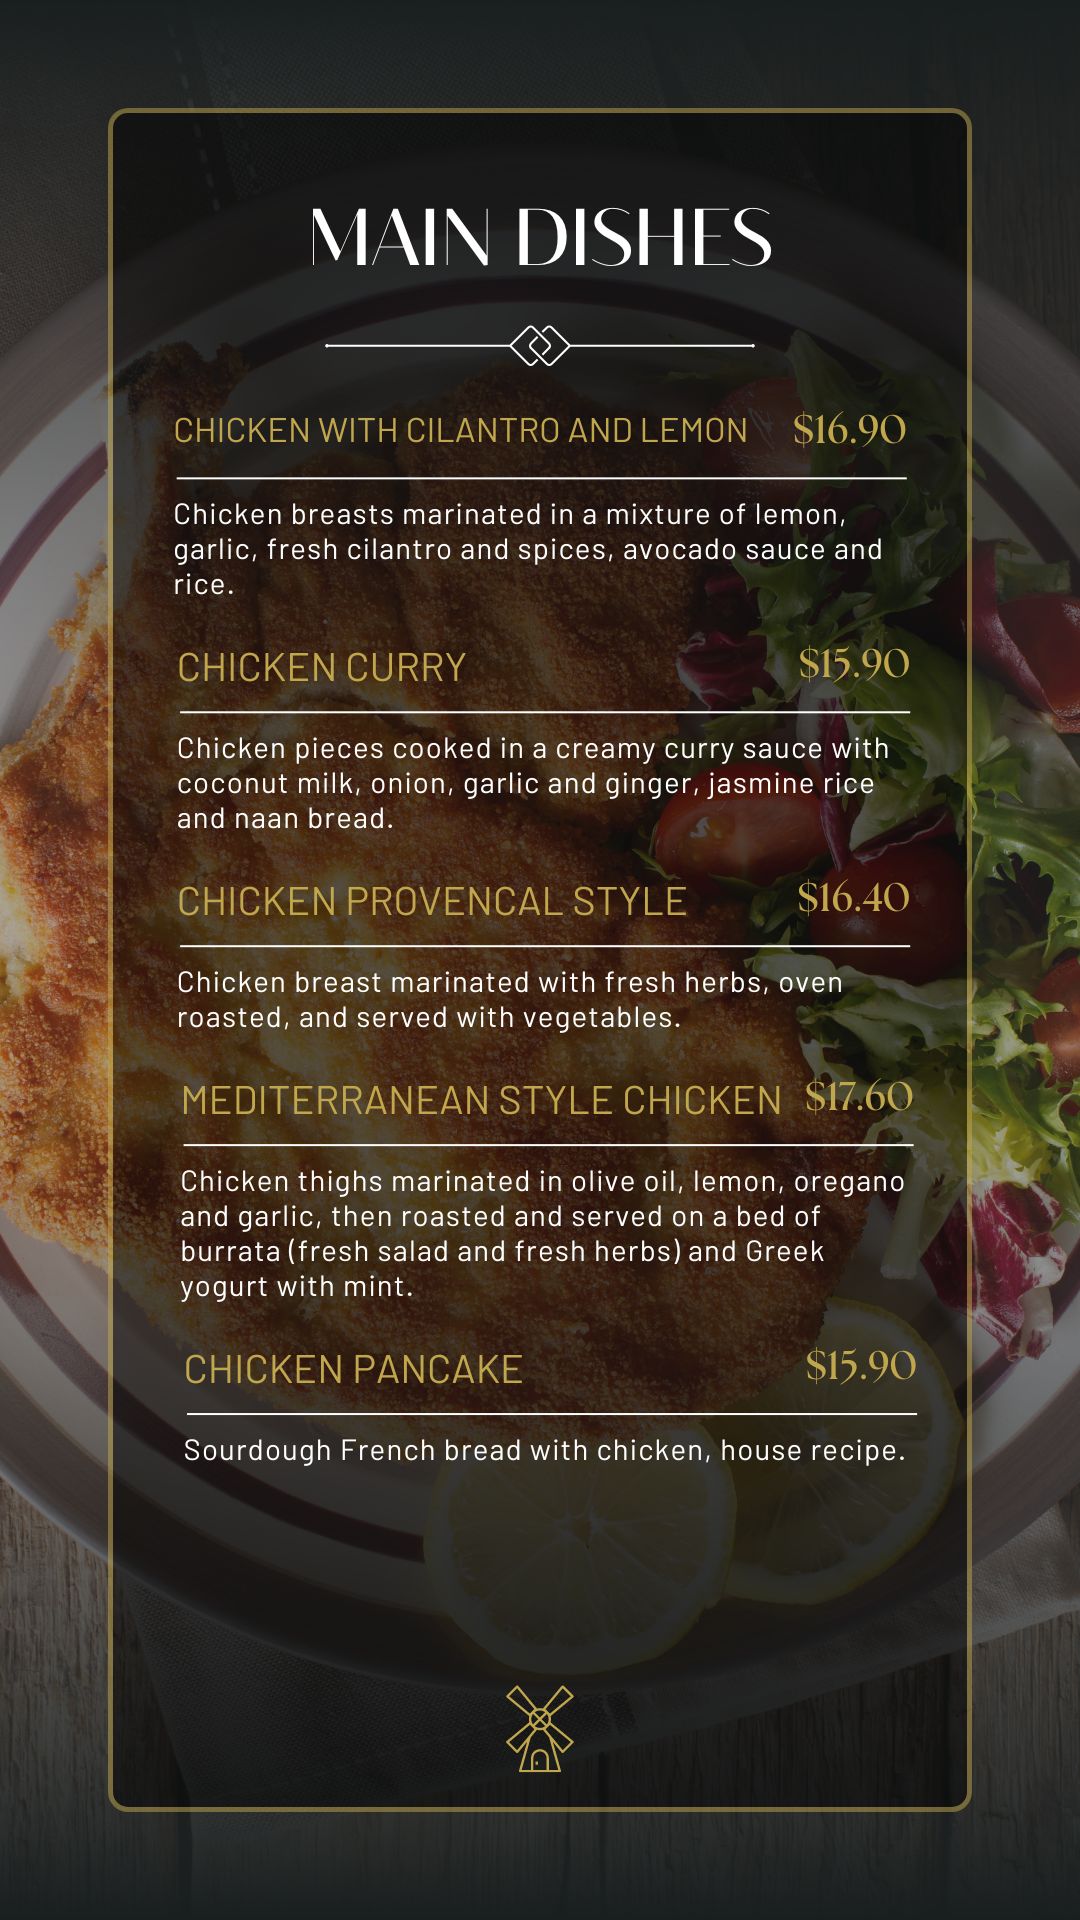 MAIN DISHES
CHICKEN WITH CILANTRO AND LEMON $16.90
Chicken breasts marinated in a mixture of lemon,
garlic, fresh cilantro and spices, avocado sauce and
rice.
CHICKEN CURRY $15.90
Chicken pieces cooked in a creamy curry sauce with
coconut milk, onion, garlic and ginger, jasmine rice
and naan bread.
CHICKEN PROVENCAL STYLE $16.40
Chicken breast marinated with fresh herbs, oven
roasted, and served with vegetables.
MEDITERRANEAN STYLE CHICKEN $17.60
Chicken thighs marinated in olive oil, lemon, oregano
and garlic, then roasted and served on a bed of
burrata (fresh salad and fresh herbs) and Greek
yogurt with mint.
CHICKEN PANCAKE $15.90
Sourdough French bread with chicken, house recipe.